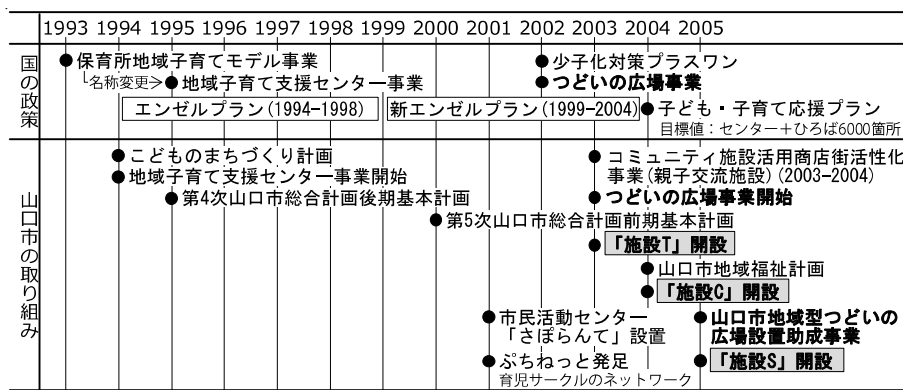 1993 1994 1995 1996 1997 1998 1999 2000 2001 2002 2003 2004 2005
国の政策
保育所地域子育てモデル事業
名称変更
地域子育て支援センター事業
エンゼルプラン(1994-1998)
新エンゼルプラン(1999-2004)
少子化対策プラスワン
つどいの広場事業
子ども・子育て応援プラン
目標値：センター＋ひろば6000箇所
山口市の取り組み
こどものまちづくり計画
地域子育て支援センター事業開始
第4次山口市総合計画後期基本計画
第5次山口市総合計画前期基本計画
コミュニティ施設活用商店街活性化
事業(親子交流施設)(2003-2004)
つどいの広場事業開始
「施設T」開設
山口市地域福祉計画
「施設C」開設
市民活動センター
「さぽらんて」設置
ぷちねっと発足
育児サークルのネットワーク
山口市地域型つどいの
広場設置助成事業
「施設S」開設